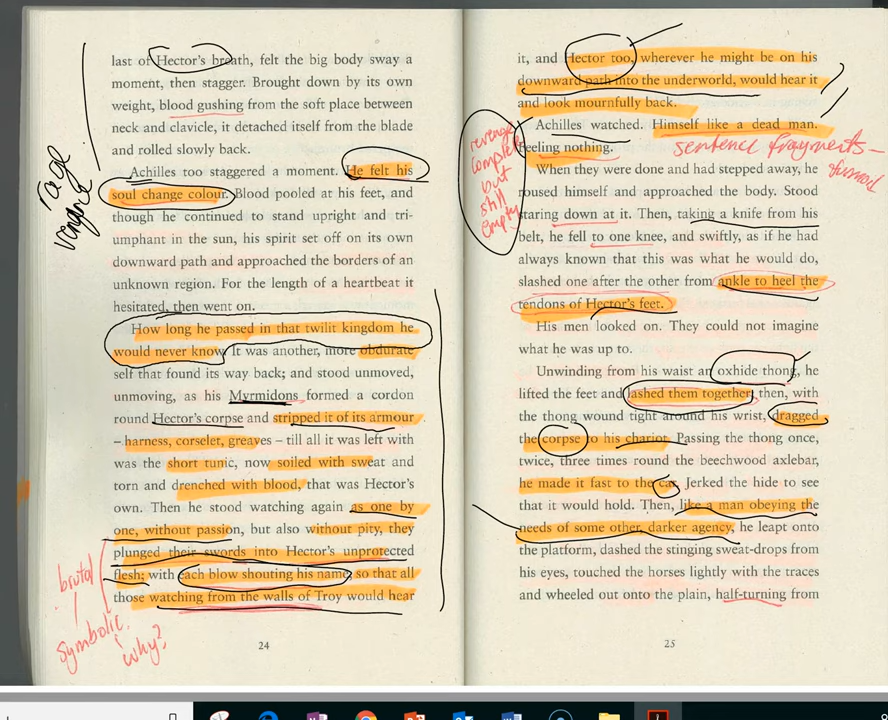 last of Hector's breath, felt the big body sway a
moment, then stagger. Brought down by its own
weight, blood gushing from the soft place between
neck and clavicle, it detached itself from the blade
and rolled slowly back.
Achilles too staggered a moment. He felt his
soul change colour. Blood pooled at his feet, and
though he continued to stand upright and tri-
umphant in the sun, his spirit set off on its own
downward path and approached the borders of an
unknown region. For the length of a heartbeat it
hesitated, then went on.
How long he passed in that twilit kingdom he
would never know. It was another, more obdurate
self that found its way back; and stood unmoved,
unmoving, as his Myrmidons formed a cordon
round Hector's corpse and stripped it of its armour
– harness, corselet, greaves – till all it was left with
was the short tunic, now soiled with sweat and
torn and drenched with blood, that was Hector's
own. Then he stood watching again as one by
one, without passion, but also without pity, they
plunged their swords into Hector's unprotected
flesh; with each blow shouting his name, so that all
those watching from the walls of Troy would hear
24
rage
brutal
symbolic.
why?
it, and Hector too, wherever he might be on his
downward path into the underworld, would hear it
and look mournfully back.
Achilles watched. Himself like a dead man.
Feeling nothing.
When they were done and had stepped away, he
roused himself and approached the body. Stood
staring down at it. Then, taking a knife from his
belt, he fell to one knee, and swiftly, as if he had
always known that this was what he would do,
slashed one after the other from ankle to heel the
tendons of Hector's feet.
His men looked on. They could not imagine
what he was up to.
Unwinding from his waist an oxhide thong, he
lifted the feet and lashed them together, then, with
the thong wound tight around his wrist, dragged
the corpse to his chariot. Passing the thong once,
twice, three times round the beechwood axlebar,
he made it fast to the car. Jerked the hide to see
that it would hold. Then, like a man obeying the
needs of some other, darker agency, he leapt onto
the platform, dashed the stinging sweat-drops from
his eyes, touched the horses lightly with the traces
and wheeled out onto the plain, half-turning from
25
revenge
complete
but
still
empty
sentence fragments –